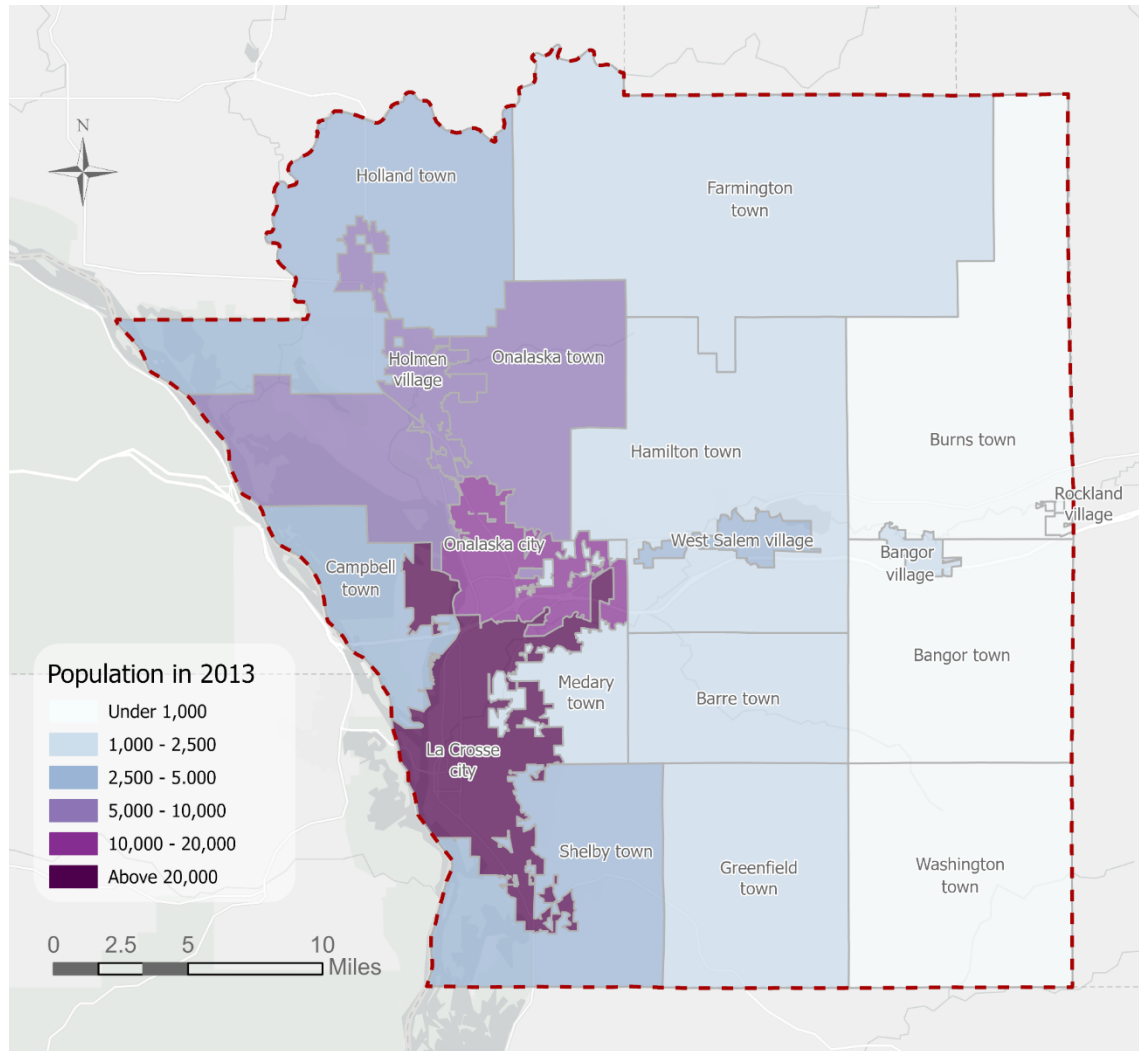 N
Holland town
Farmington
town
Holmen
village
Onalaska town
Hamilton town
Burns town
Rockland
village
West Salem village
Onalaska city
Bangor
village
Campbell
town
Bangor town
Medary
town
Barre town
La Crosse
city
Shelby town
Greenfield
town
Washington
town
Population in 2013
Under 1,000
1,000 - 2,500
2,500 - 5.000
5,000 - 10,000
10,000 - 20,000
Above 20,000
0 2.5 5 10
Miles